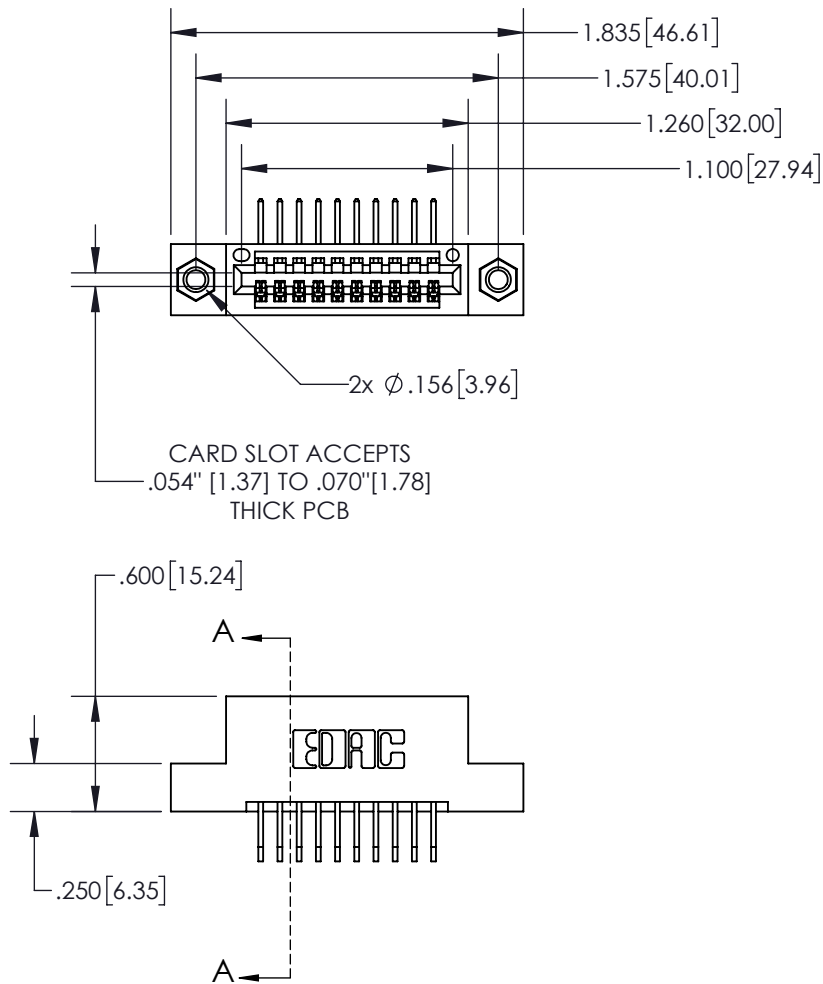 1.835[46.61]
1.575[40.01]
1.260[32.00]
1.100[27.94]
2x ⌀.156[3.96]
CARD SLOT ACCEPTS
.054" [1.37] TO .070"[1.78]
THICK PCB
.600[15.24]
A
EDAC
.250[6.35]
A